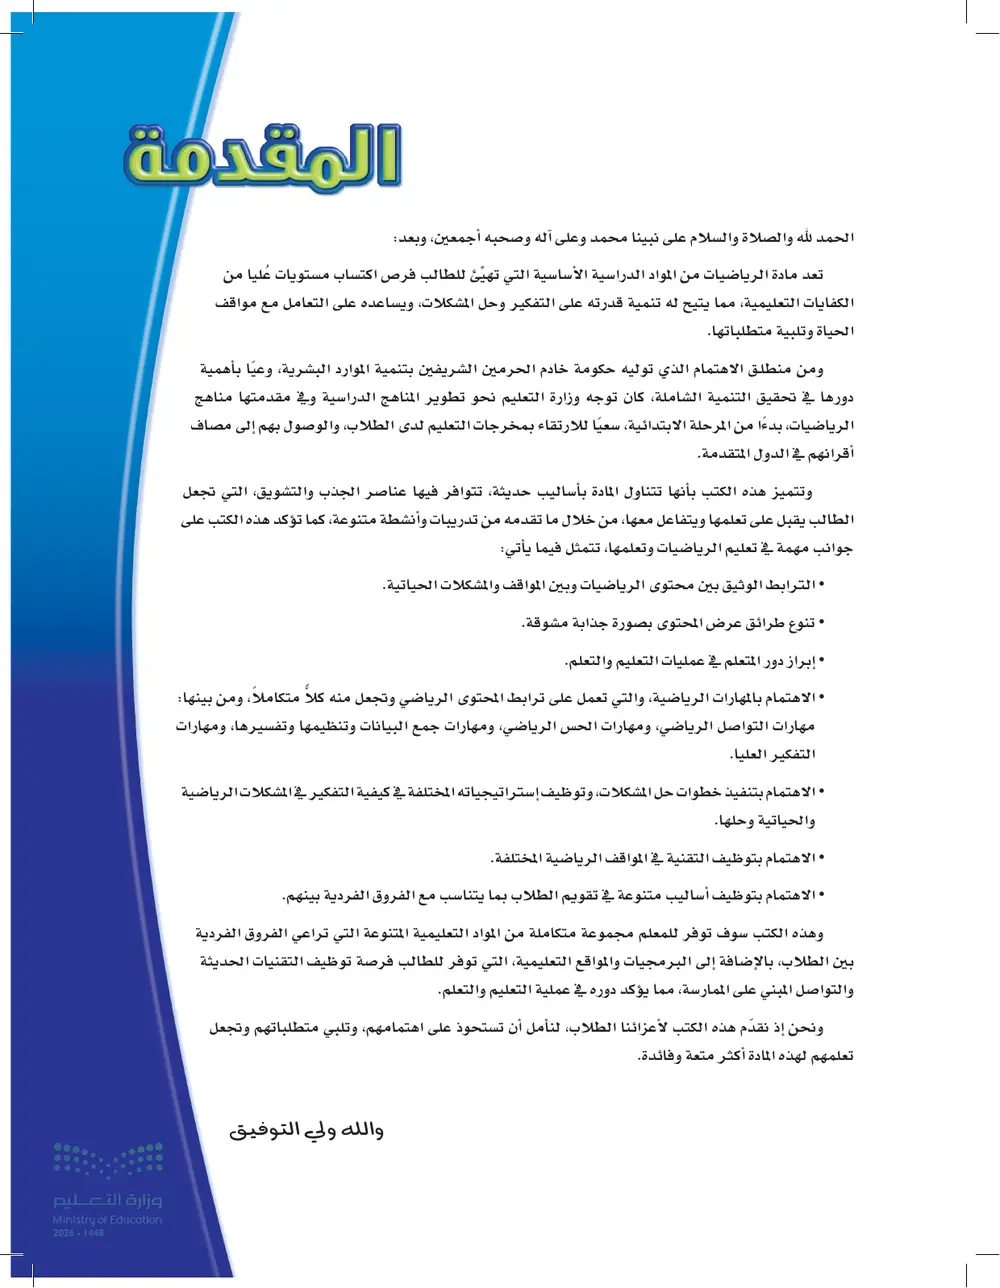 المقدمة
الحمد لله والصلاة والسلام على نبينا محمد وعلى آله وصحبه أجمعين، وبعد:
تعد مادة الرياضيات من المواد الدراسية الأساسية التي تهيِّئ للطالب فرص اكتساب مستويات عُليا من
الكفايات التعليمية، مما يتيح له تنمية قدرته على التفكير وحل المشكلات، ويساعده على التعامل مع مواقف
الحياة وتلبية متطلباتها.
ومن منطلق الاهتمام الذي توليه حكومة خادم الحرمين الشريفين بتنمية الموارد البشرية، وعيًا بأهمية
دورها في تحقيق التنمية الشاملة، كان توجه وزارة التعليم نحو تطوير المناهج الدراسية وفي مقدمتها مناهج
الرياضيات، بدءًا من المرحلة الابتدائية، سعيًا للارتقاء بمخرجات التعليم لدى الطلاب، والوصول بهم إلى مصاف
أقرانهم في الدول المتقدمة.
وتتميز هذه الكتب بأنها تتناول المادة بأساليب حديثة، تتوافر فيها عناصر الجذب والتشويق، التي تجعل
الطالب يقبل على تعلمها ويتفاعل معها، من خلال ما تقدمه من تدريبات وأنشطة متنوعة، كما تؤكد هذه الكتب على
جوانب مهمة في تعليم الرياضيات وتعلمها، تتمثل فيما يأتي:
• الترابط الوثيق بين محتوى الرياضيات وبين المواقف والمشكلات الحياتية.
• تنوع طرائق عرض المحتوى بصورة جذابة مشوقة.
• إبراز دور المتعلم في عمليات التعليم والتعلم.
• الاهتمام بالمهارات الرياضية، والتي تعمل على ترابط المحتوى الرياضي وتجعل منه كلاًّ متكاملاً، ومن بينها:
مهارات التواصل الرياضي، ومهارات الحس الرياضي، ومهارات جمع البيانات وتنظيمها وتفسيرها، ومهارات
التفكير العليا.
• الاهتمام بتنفيذ خطوات حل المشكلات، وتوظيف إستراتيجياته المختلفة في كيفية التفكير في المشكلات الرياضية
والحياتية وحلها.
• الاهتمام بتوظيف التقنية في المواقف الرياضية المختلفة.
• الاهتمام بتوظيف أساليب متنوعة في تقويم الطلاب بما يتناسب مع الفروق الفردية بينهم.
وهذه الكتب سوف توفر للمعلم مجموعة متكاملة من المواد التعليمية المتنوعة التي تراعي الفروق الفردية
بين الطلاب، بالإضافة إلى البرمجيات والمواقع التعليمية، التي توفر للطالب فرصة توظيف التقنيات الحديثة
والتواصل المبني على الممارسة، مما يؤكد دوره في عملية التعليم والتعلم.
ونحن إذ نقدّم هذه الكتب لأعزائنا الطلاب، لنأمل أن تستحوذ على اهتمامهم، وتلبي متطلباتهم وتجعل
تعلمهم لهذه المادة أكثر متعة وفائدة.
والله ولي التوفيق
وزارة التعـــليم
Ministry of Education
2026 - 1448